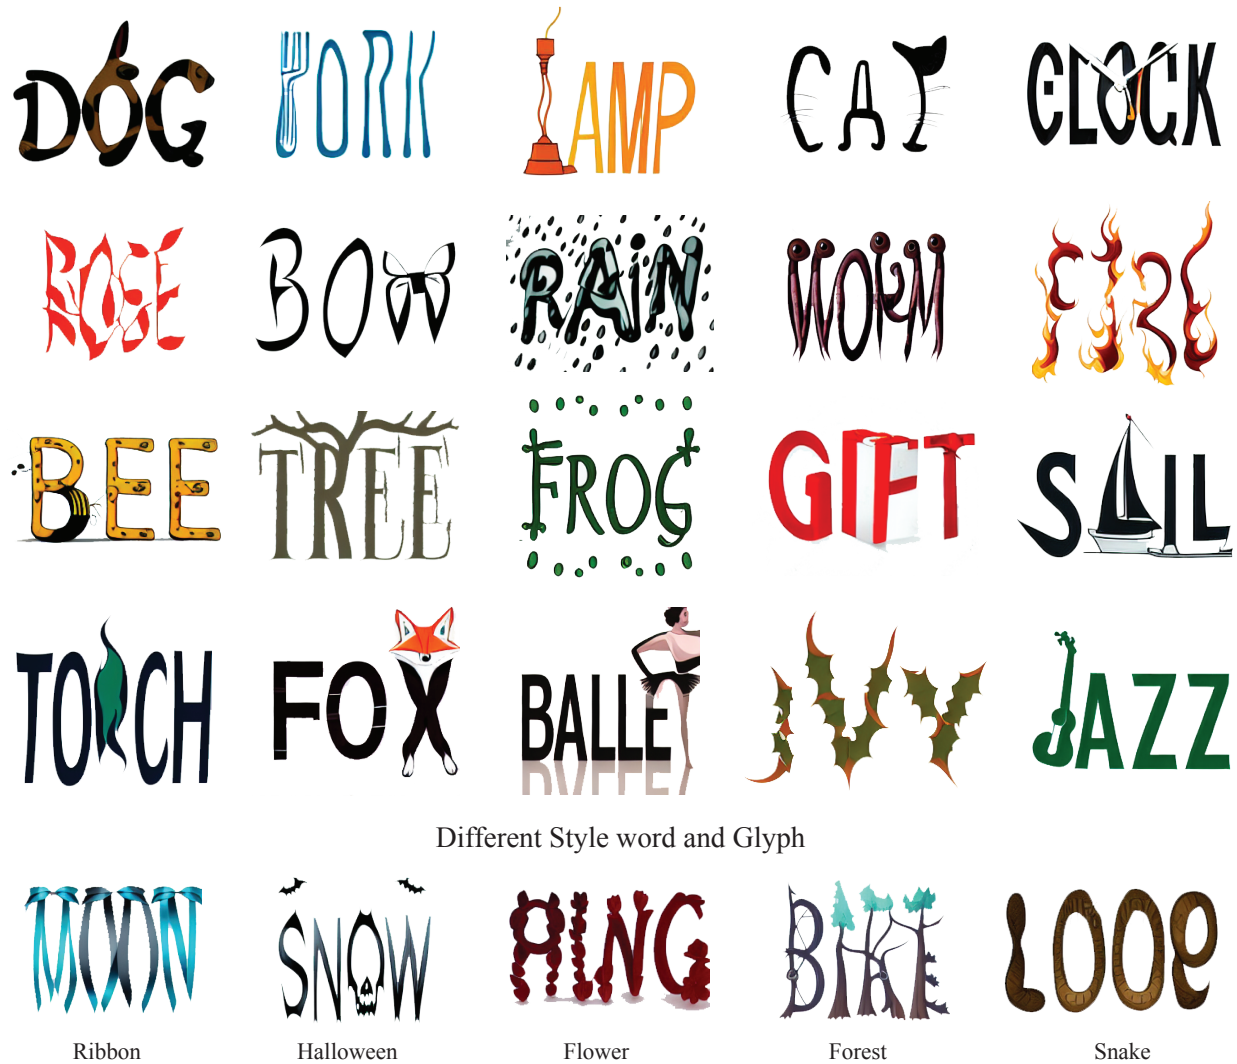 DOG FORK LAMP CAT CLOCK
ROSE BOW RAIN WORM FIRE
BEE TREE FROG GIFT SAIL
TORCH FOX BALLET IVY JAZZ
Different Style word and Glyph
MOON SNOW RING BIKE LOOP
Ribbon Halloween Flower Forest Snake